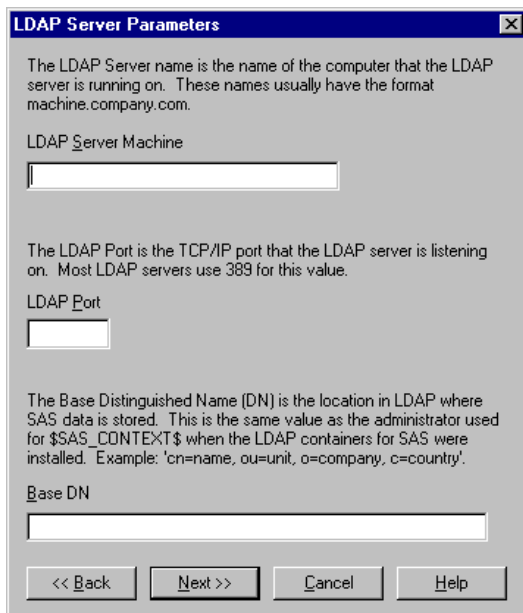 LDAP Server Parameters
The LDAP Server name is the name of the computer that the LDAP
server is running on. These names usually have the format
machine.company.com.
LDAP Server Machine
The LDAP Port is the TCP/IP port that the LDAP server is listening
on. Most LDAP servers use 389 for this value.
LDAP Port
The Base Distinguished Name (DN) is the location in LDAP where
SAS data is stored. This is the same value as the administrator used
for $SAS_CONTEXT$ when the LDAP containers for SAS were
installed. Example: 'cn=name, ou=unit, o=company, c=country'.
Base DN
<< Back Next >> Cancel Help